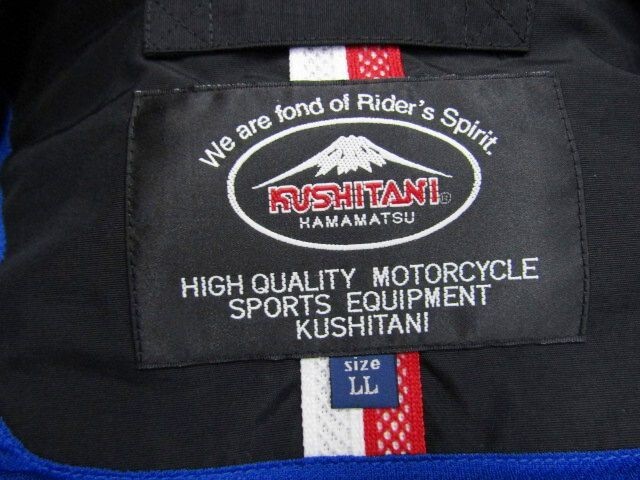 We are fond of Rider's Spirit.
KUSHITANI®
HAMAMATSU
HIGH QUALITY MOTORCYCLE
SPORTS EQUIPMENT
KUSHITANI
size
LL